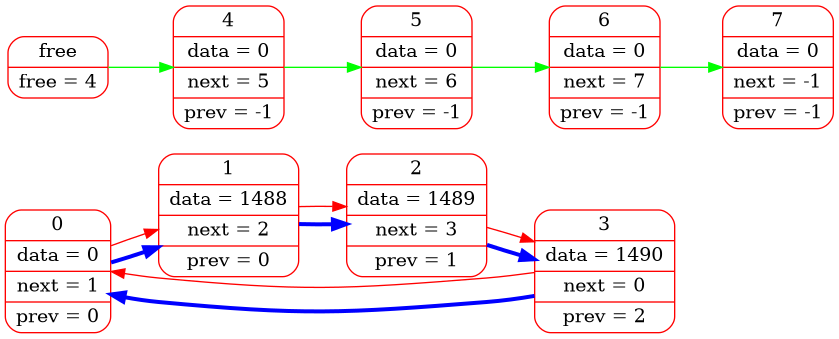 free
free = 4
4
data = 0
next = 5
prev = -1
5
data = 0
next = 6
prev = -1
6
data = 0
next = 7
prev = -1
7
data = 0
next = -1
prev = -1
0
data = 0
next = 1
prev = 0
1
data = 1488
next = 2
prev = 0
2
data = 1489
next = 3
prev = 1
3
data = 1490
next = 0
prev = 2